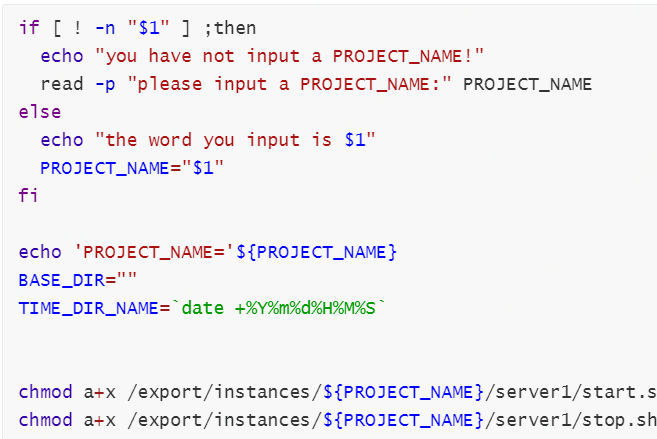 if [ ! -n "$1" ] ;then
  echo "you have not input a PROJECT_NAME!"
  read -p "please input a PROJECT_NAME:" PROJECT_NAME
else
  echo "the word you input is $1"
  PROJECT_NAME="$1"
fi

echo 'PROJECT_NAME='${PROJECT_NAME}
BASE_DIR=""
TIME_DIR_NAME=`date +%Y%m%d%H%M%S`


chmod a+x /export/instances/${PROJECT_NAME}/server1/start.s
chmod a+x /export/instances/${PROJECT_NAME}/server1/stop.sh